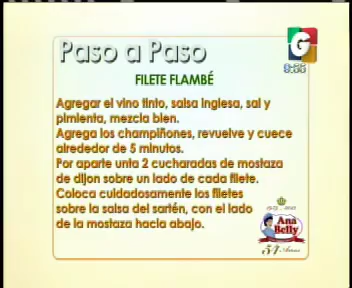 Paso a Paso
G
FILETE FLAMBÉ
Agregar el vino tinto, salsa inglesa, sal y
pimienta, mezcla bien.
Agrega los champiñones, revuelve y cuece
alrededor de 5 minutos.
Por aparte unta 2 cucharadas de mostaza
de dijon sobre un lado de cada filete.
Coloca cuidadosamente los filetes
sobre la salsa del sartén, con el lado
de la mostaza hacia abajo.
Ana
Belly